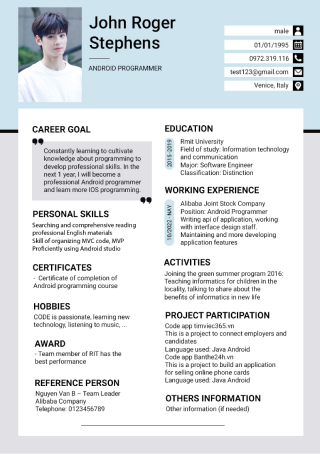 John Roger
Stephens
ANDROID PROGRAMMER
male
01/01/1995
0972.319.116
test123@gmail.com
Venice, Italy
CAREER GOAL
Constantly learning to cultivate
knowledge about programming to
develop professional skills. In the
next 1 year, I will become a
professional Android programmer
and learn more IOS programming.
PERSONAL SKILLS
Searching and comprehensive reading
professional English materials
Skill of organizing MVC code, MVP
Proficiently using Android studio
CERTIFICATES
- Certificate of completion of
Android programming course
HOBBIES
CODE is passionate, learning new
technology, listening to music, ...
AWARD
- Team member of RIT has the
best performance
REFERENCE PERSON
Nguyen Van B – Team Leader
Alibaba Company
Telephone: 0123456789
EDUCATION
2015-2019
Rmit University
Field of study: Information technology
and communication
Major: Software Engineer
Classification: Distinction
WORKING EXPERIENCE
10/2022 - NAY
Alibaba Joint Stock Company
Position: Android Programmer
Writing api of application, working
with interface design staff.
Maintaining and more developing
application features
ACTIVITIES
Joining the green summer program 2016:
Teaching informatics for children in the
locality, talking to share about the
benefits of informatics in new life
PROJECT PARTICIPATION
Code app timviec365.vn
This is a project to connect employers and
candidates
Language used: Java Android
Code app Banthe24h.vn
This is a project to build an application
for selling online phone cards
Language used: Java Android
OTHERS INFORMATION
Other information (if needed)